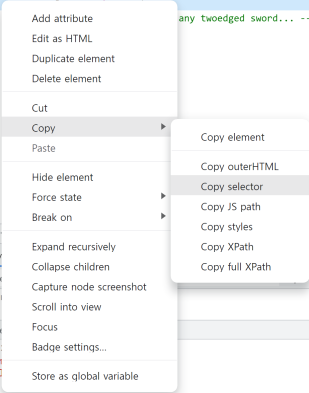 Add attribute
any twoedged sword... --
Edit as HTML
Duplicate element
Delete element
Cut
Copy
Paste
Hide element
Force state
Break on
Expand recursively
Collapse children
Capture node screenshot
Scroll into view
Focus
Badge settings...
Store as global variable
Copy element
Copy outerHTML
Copy selector
Copy JS path
Copy styles
Copy XPath
Copy full XPath